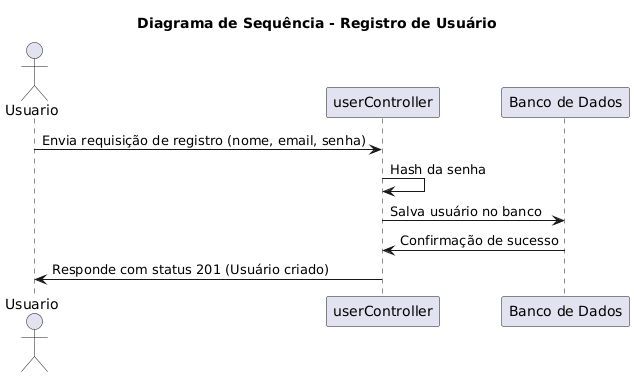 Diagrama de Sequência - Registro de Usuário
Usuario
userController
Banco de Dados
Envia requisição de registro (nome, email, senha)
Hash da senha
Salva usuário no banco
Confirmação de sucesso
Responde com status 201 (Usuário criado)
Usuario
userController
Banco de Dados